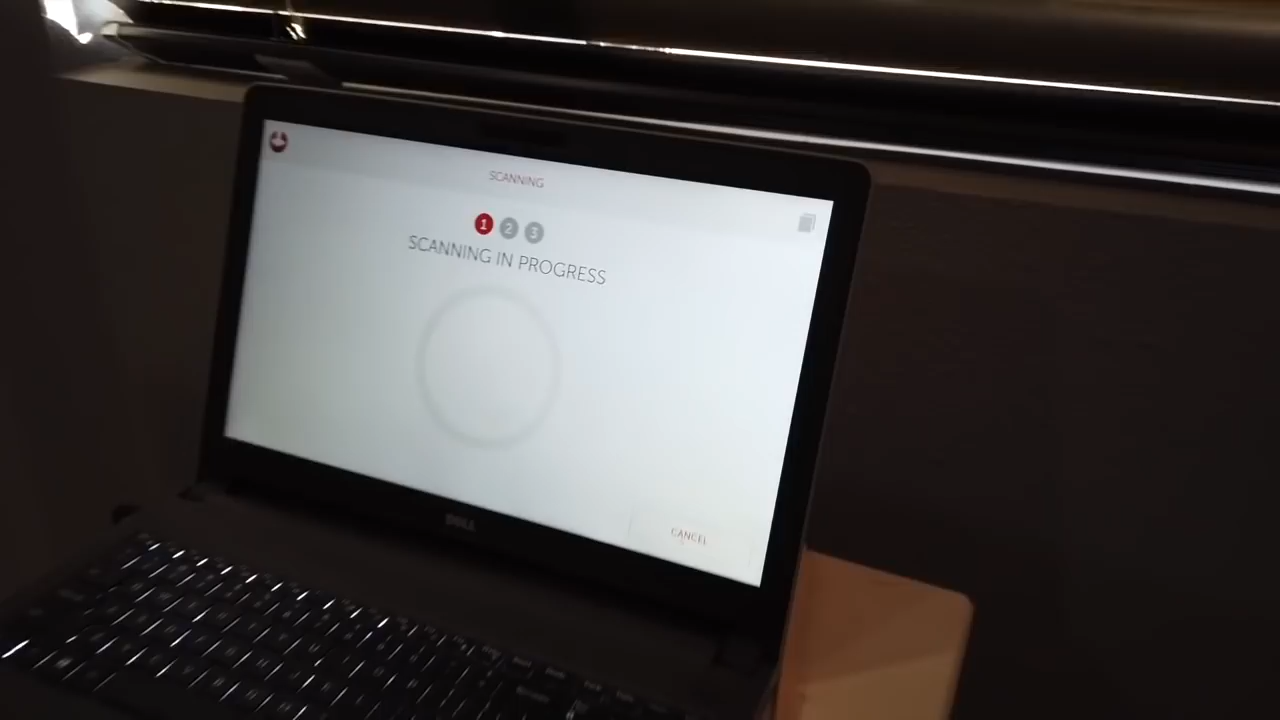 SCANNING
1 2 3
SCANNING IN PROGRESS
CANCEL
DELL